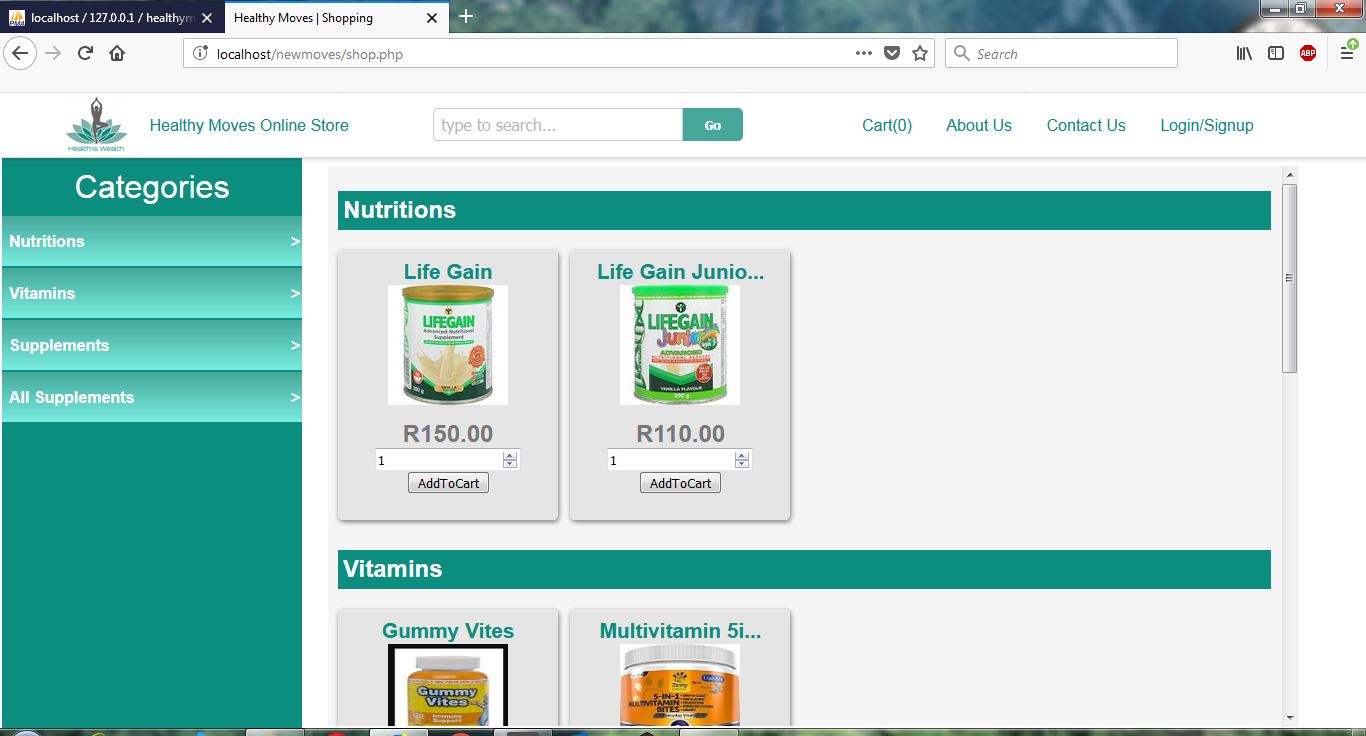 localhost / 127.0.0.1 / healthym
Healthy Moves | Shopping
localhost/newmoves/shop.php
Search
ABP
Health is Wealth
Healthy Moves Online Store
type to search...
Go
Cart(0)
About Us
Contact Us
Login/Signup
Categories
Nutritions >
Vitamins >
Supplements >
All Supplements >
Nutritions
Life Gain
LIFEGAIN
Advanced Nutritional
Supplement
VANILLA
300 g
R150.00
1
AddToCart
Life Gain Junio...
LIFEGAIN
Junior
ADVANCED
NUTRITIONAL SUPPORT
VANILLA FLAVOUR
300 g
R110.00
1
AddToCart
Vitamins
Gummy Vites
Gummy
Vites
Immune
Support
Multivitamin 5i...
Zesty
Paws
5-IN-1
MULTIVITAMIN
BITES